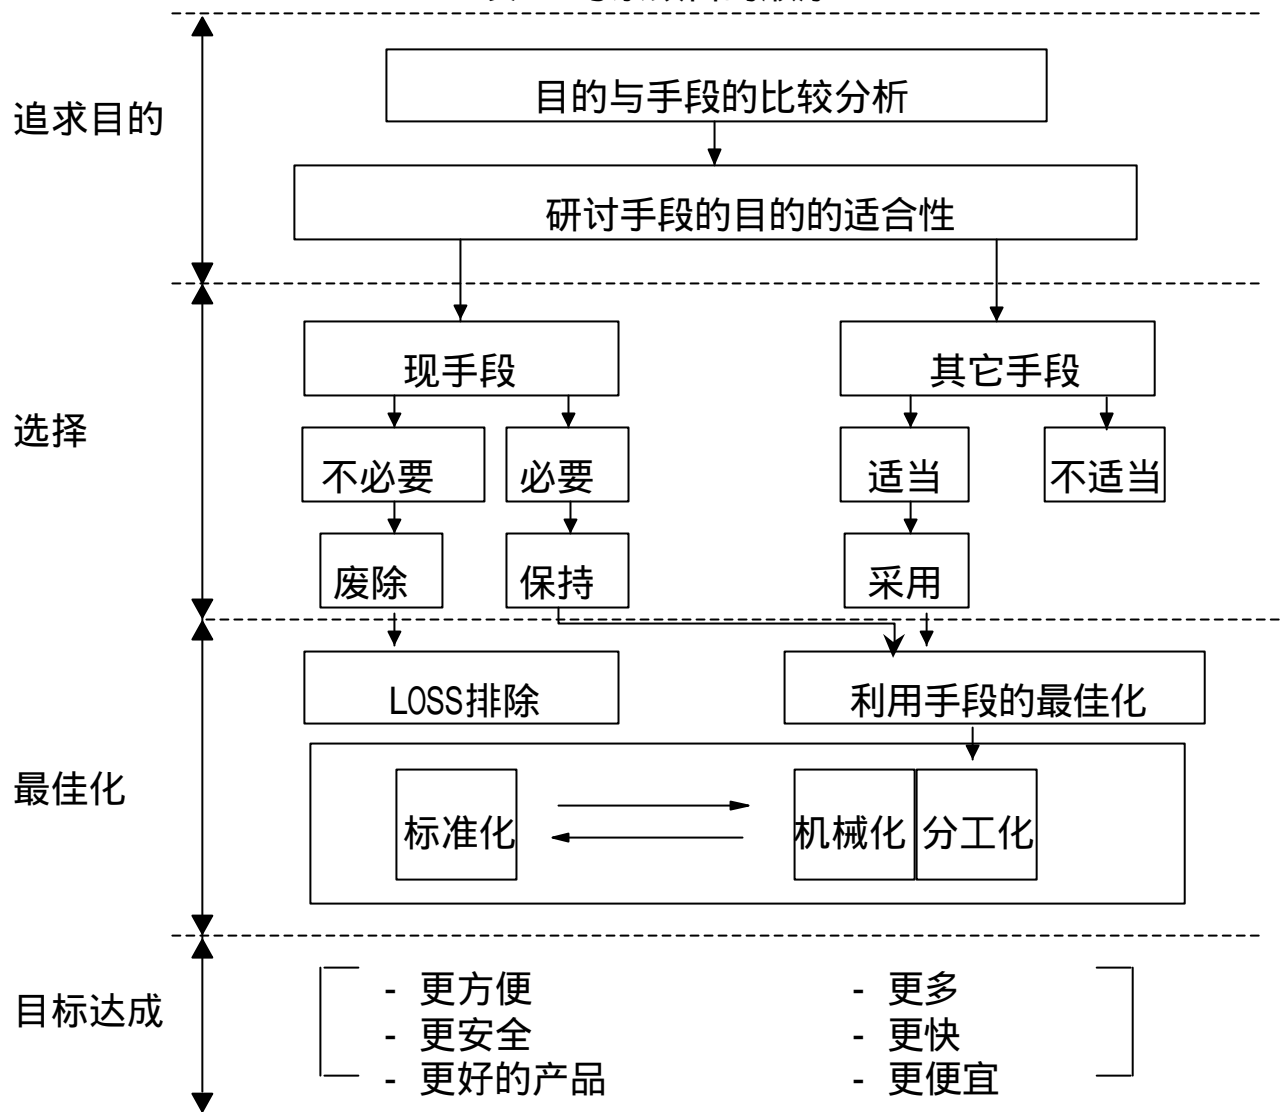 追求目的
目的与手段的比较分析
研讨手段的目的的适合性
选择
现手段
其它手段
不必要
必要
适当
不适当
废除
保持
采用
最佳化
LOSS排除
利用手段的最佳化
标准化
机械化
分工化
目标达成
- 更方便
- 更多
- 更安全
- 更快
- 更好的产品
- 更便宜